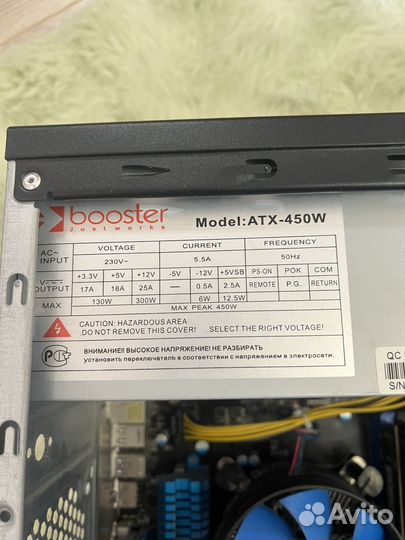 booster
Justworks
Model:ATX-450W
AC~ INPUT VOLTAGE CURRENT FREQUENCY
230V~ 5.5A 50Hz
OUTPUT +3.3V +5V +12V -5V -12V +5VSB PS-ON POK COM
17A 18A 25A — 0.5A 2.5A REMOTE P.G. RETURN
MAX 130W 300W 6W 12.5W
MAX PEAK 450W
CAUTION: HAZARDOUS AREA
.DO NOT REMOVE THIS COVER! .SELECT THE RIGHT VOLTAGE!
ВНИМАНИЕ! ВЫСОКОЕ НАПРЯЖЕНИЕ! НЕ РАЗБИРАТЬ!
установить переключатель в соответствии с напряжением в электросети.
QC
S/N
Avito